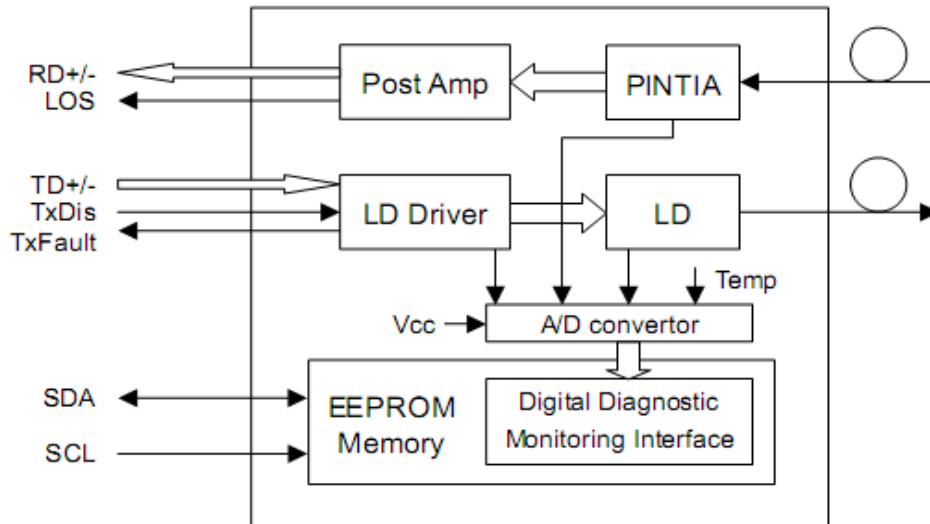 RD+/-
LOS
Post Amp
PINTIA
TD+/-
TxDis
TxFault
LD Driver
LD
Temp
Vcc
A/D convertor
SDA
SCL
EEPROM
Memory
Digital Diagnostic
Monitoring Interface